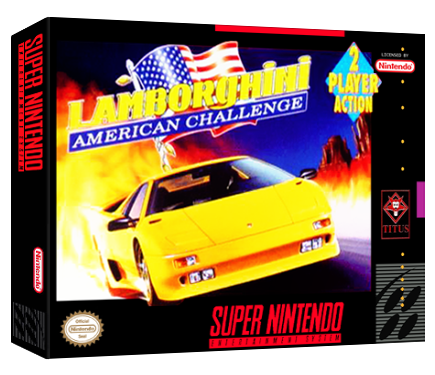 SUPER NINTENDO
Nintendo
LAMBORGHINI
AMERICAN CHALLENGE
2
PLAYER
ACTION
LICENSED BY
Nintendo
TITUS
Official
Nintendo
Seal
SUPER NINTENDO
ENTERTAINMENT SYSTEM